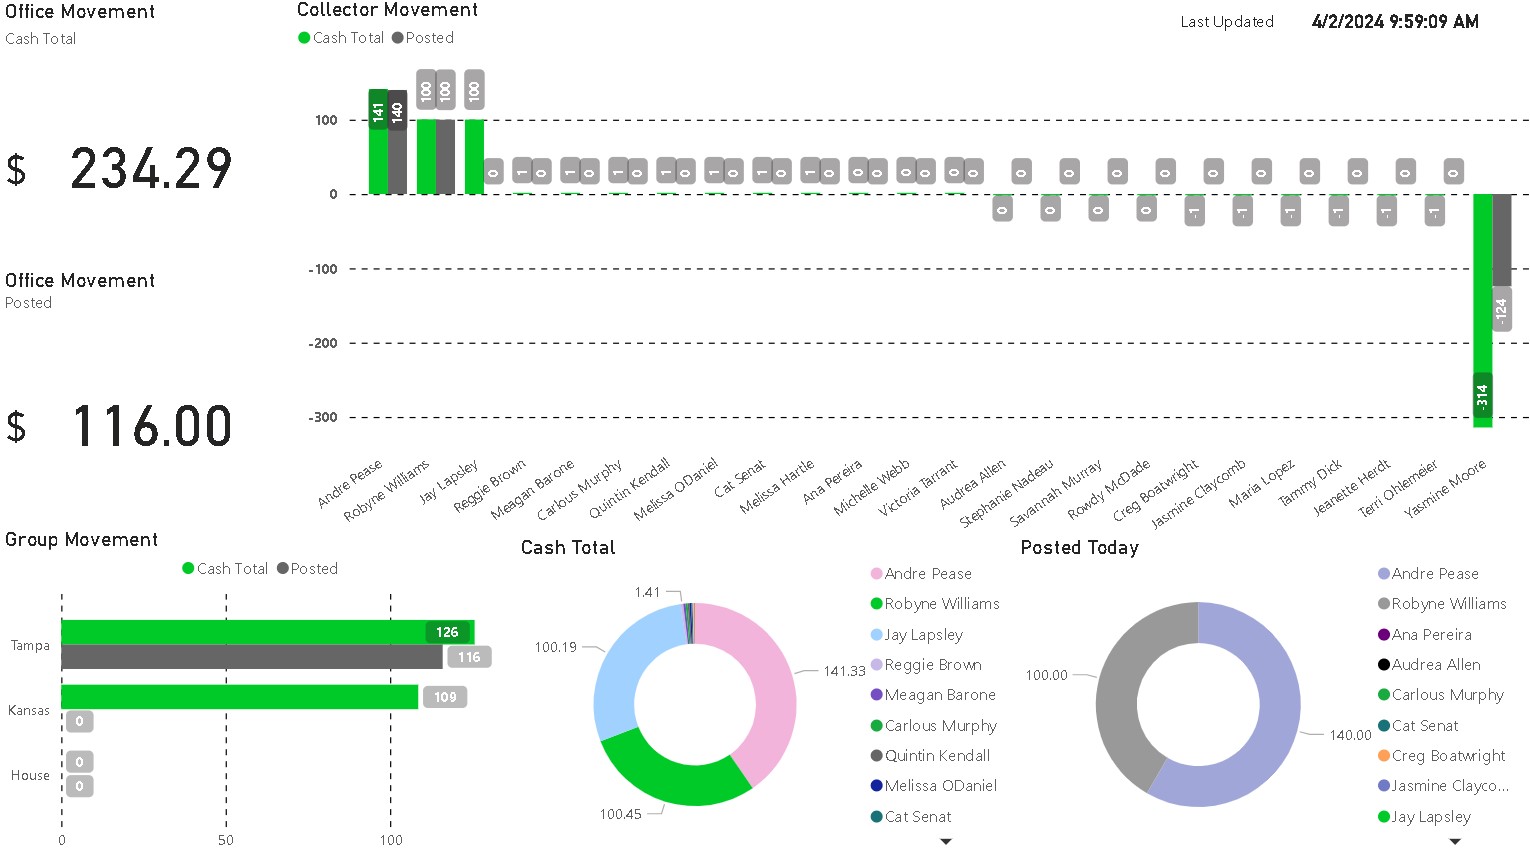 Office Movement
Cash Total
$ 234.29
Office Movement
Posted
$ 116.00
Collector Movement
Cash Total Posted
Last Updated 4/2/2024 9:59:09 AM
100
0
-100
-200
-300
141 140 100 100 100 0 1 0 1 0 1 0 1 0 1 0 1 0 1 0 0 0 0 0 0 0 0 0 0 0 0 0 0 0 0 0
0 0 0 0 -1 -1 -1 -1 -1 -1
-314 -124
Andre Pease
Robyne Williams
Jay Lapsley
Reggie Brown
Meagan Barone
Carlous Murphy
Quintin Kendall
Melissa ODaniel
Cat Senat
Melissa Hartle
Ana Pereira
Michelle Webb
Victoria Tarrant
Audrea Allen
Stephanie Nadeau
Savannah Murray
Rowdy McDade
Creg Boatwright
Jasmine Claycomb
Maria Lopez
Tammy Dick
Jeanette Herdt
Terri Ohlemeier
Yasmine Moore
Group Movement
Cash Total Posted
Tampa 126
116
Kansas 109
0
House 0
0
0 50 100
Cash Total
1.41
100.19
141.33
100.45
Andre Pease
Robyne Williams
Jay Lapsley
Reggie Brown
Meagan Barone
Carlous Murphy
Quintin Kendall
Melissa ODaniel
Cat Senat
Posted Today
100.00
140.00
Andre Pease
Robyne Williams
Ana Pereira
Audrea Allen
Carlous Murphy
Cat Senat
Creg Boatwright
Jasmine Clayco...
Jay Lapsley